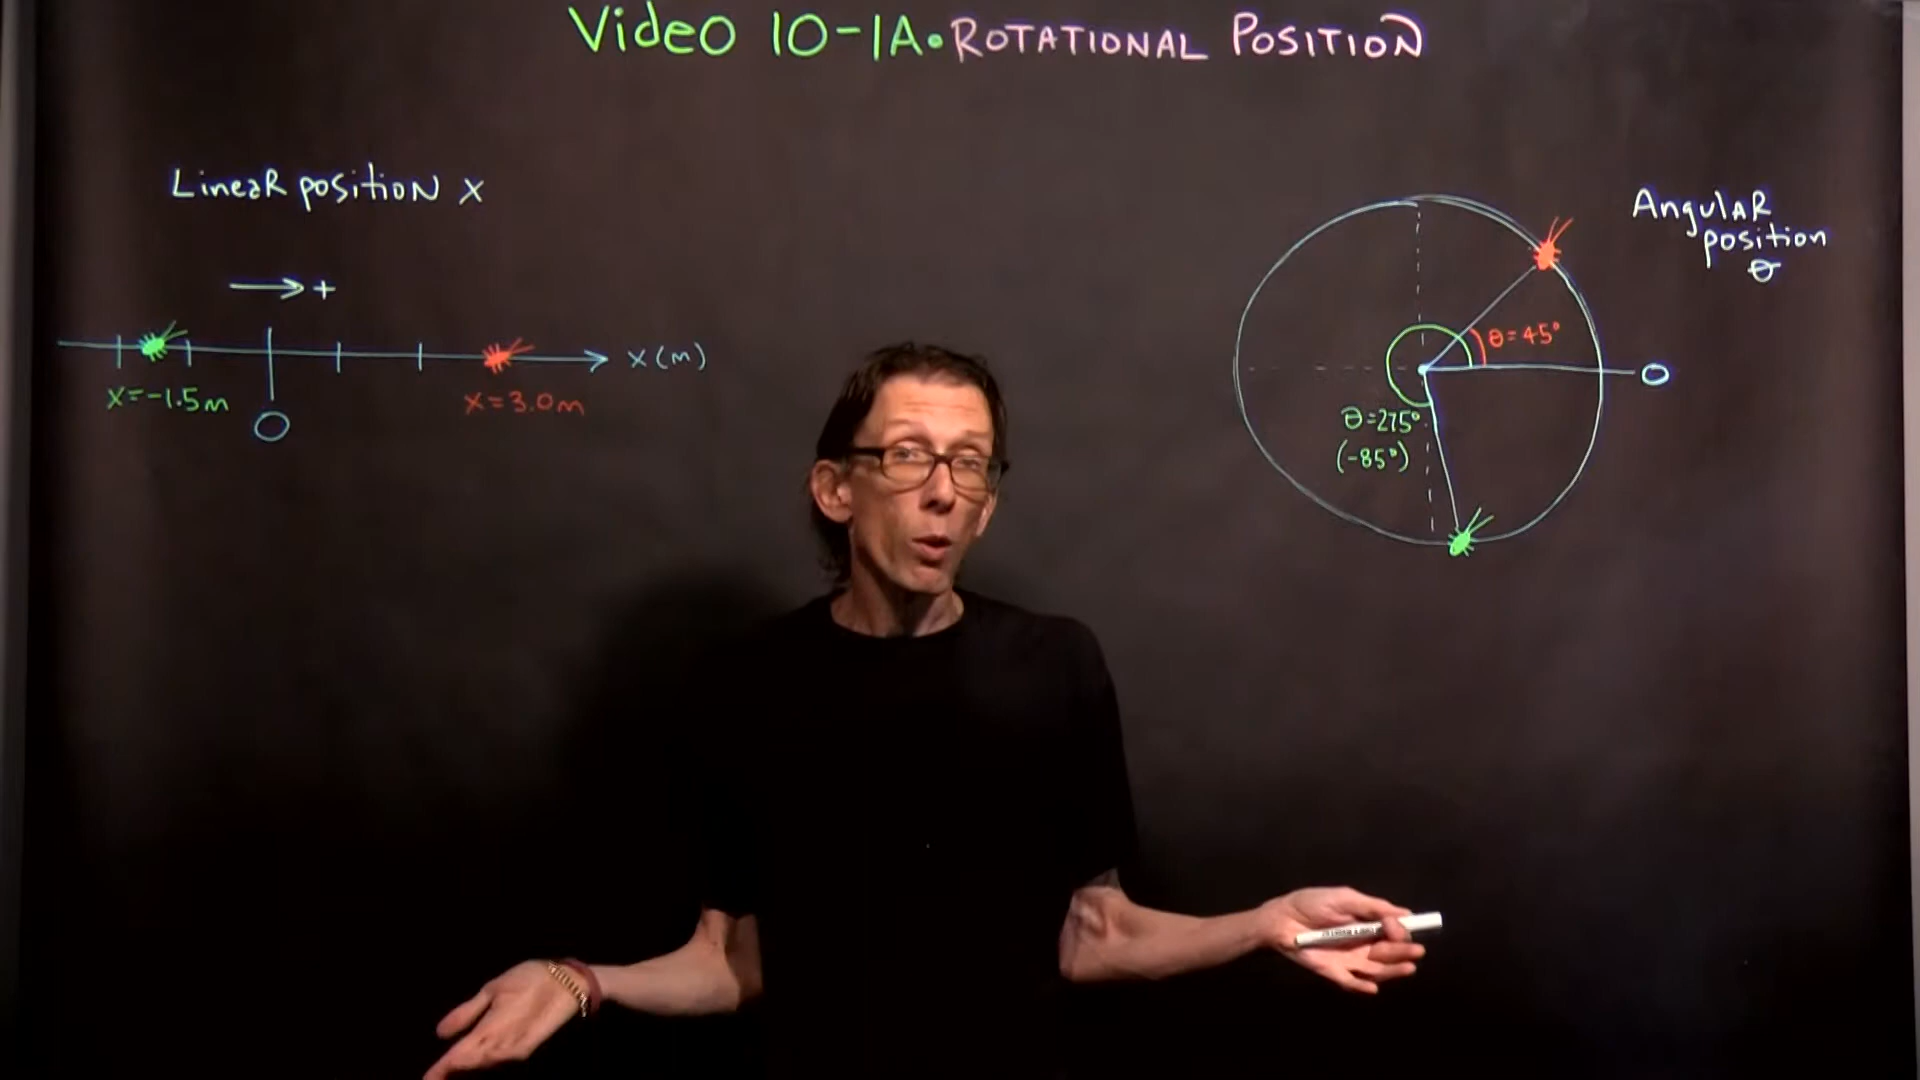 Video 10-1A • Rotational Position
Linear position x
→ +
x (m)
x = -1.5 m
0
x = 3.0 m
Angular
position
θ
θ = 45°
0
θ = 275°
(-85°)